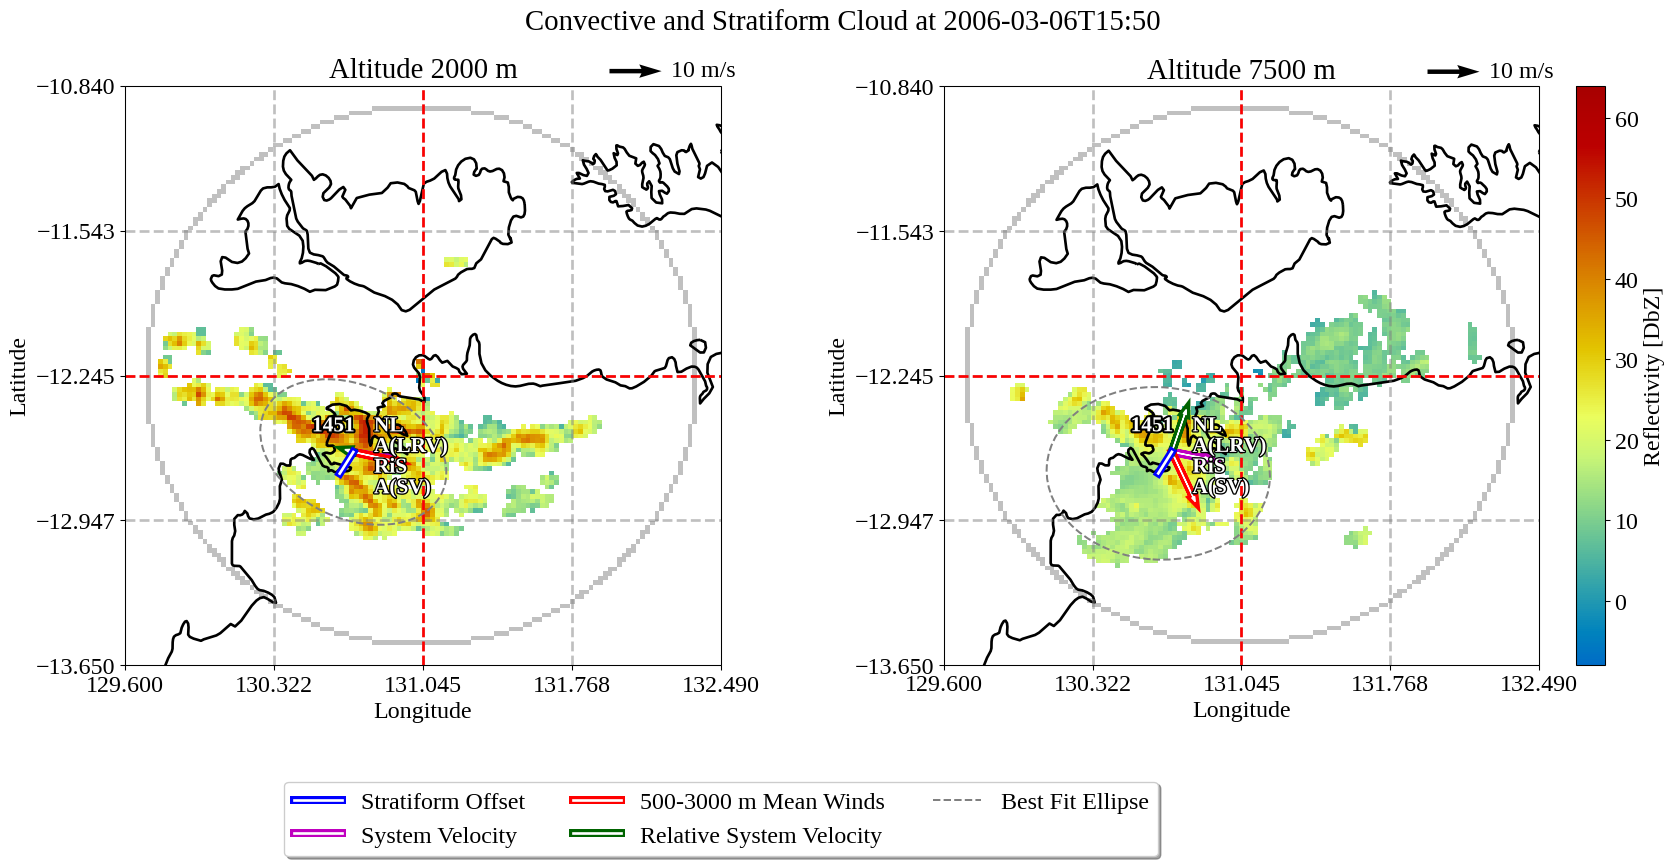 Convective and Stratiform Cloud at 2006-03-06T15:50
Altitude 2000 m
10 m/s
−10.840
−11.543
−12.245
−12.947
−13.650
Latitude
1451
NL
A(LRV)
RiS
A(SV)
129.600 130.322 131.045 131.768 132.490
Longitude
Altitude 7500 m
10 m/s
−10.840
−11.543
−12.245
−12.947
−13.650
Latitude
1451
NL
A(LRV)
RiS
A(SV)
129.600 130.322 131.045 131.768 132.490
Longitude
60
50
40
30
20
10
0
Reflectivity [DbZ]
Stratiform Offset
System Velocity
500-3000 m Mean Winds
Relative System Velocity
Best Fit Ellipse